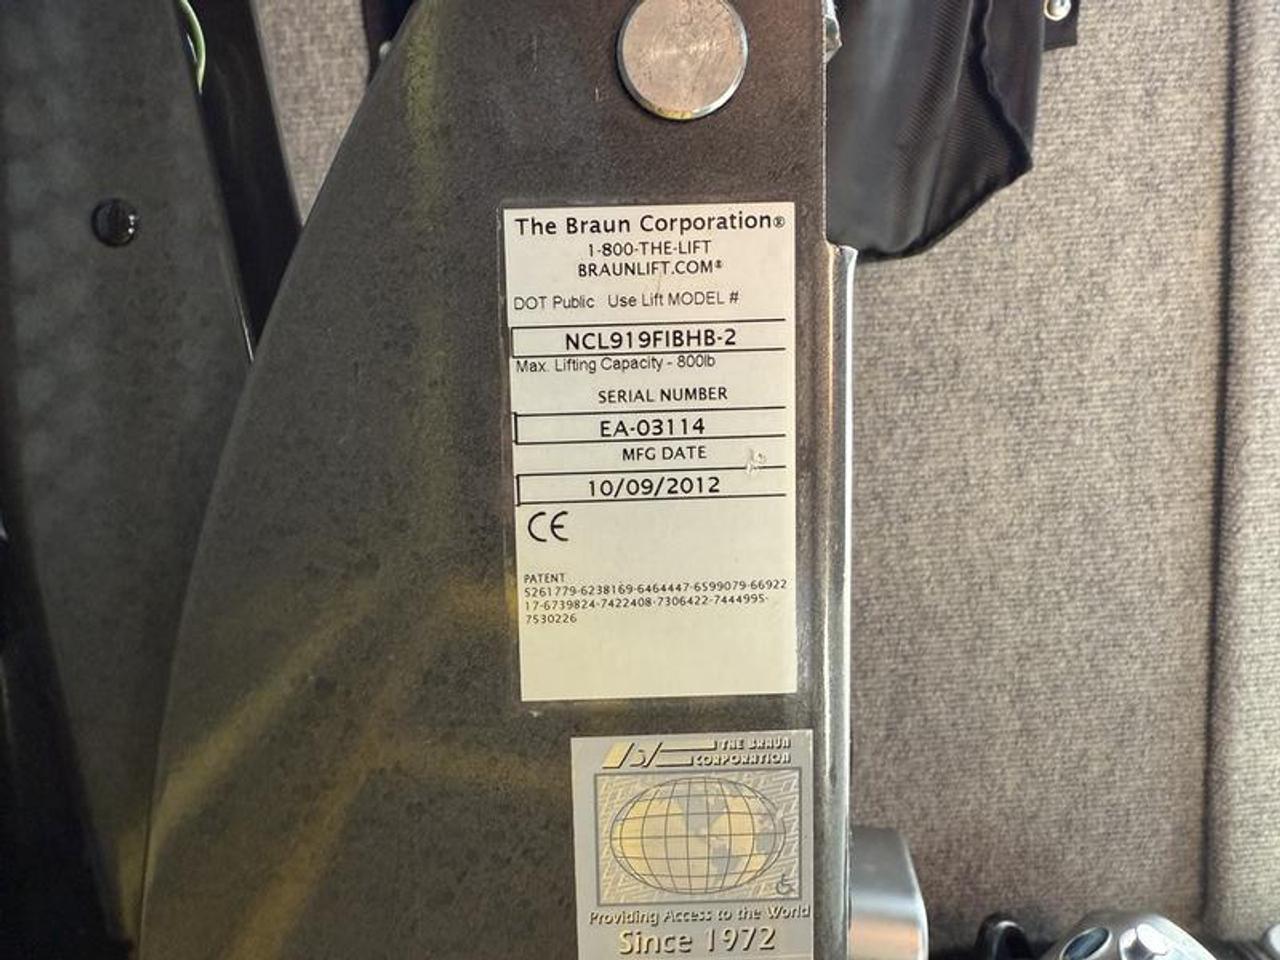 The Braun Corporation®
1-800-THE-LIFT
BRAUNLIFT.COM®
DOT Public Use Lift MODEL #
NCL919FIBHB-2
Max. Lifting Capacity - 800lb
SERIAL NUMBER
EA-03114
MFG DATE
10/09/2012
CE
PATENT
5261779-6238169-6464447-6599079-66922
17-6739824-7422408-7306422-7444995-
7530226
THE BRAUN
CORPORATION
Providing Access to the World
Since 1972